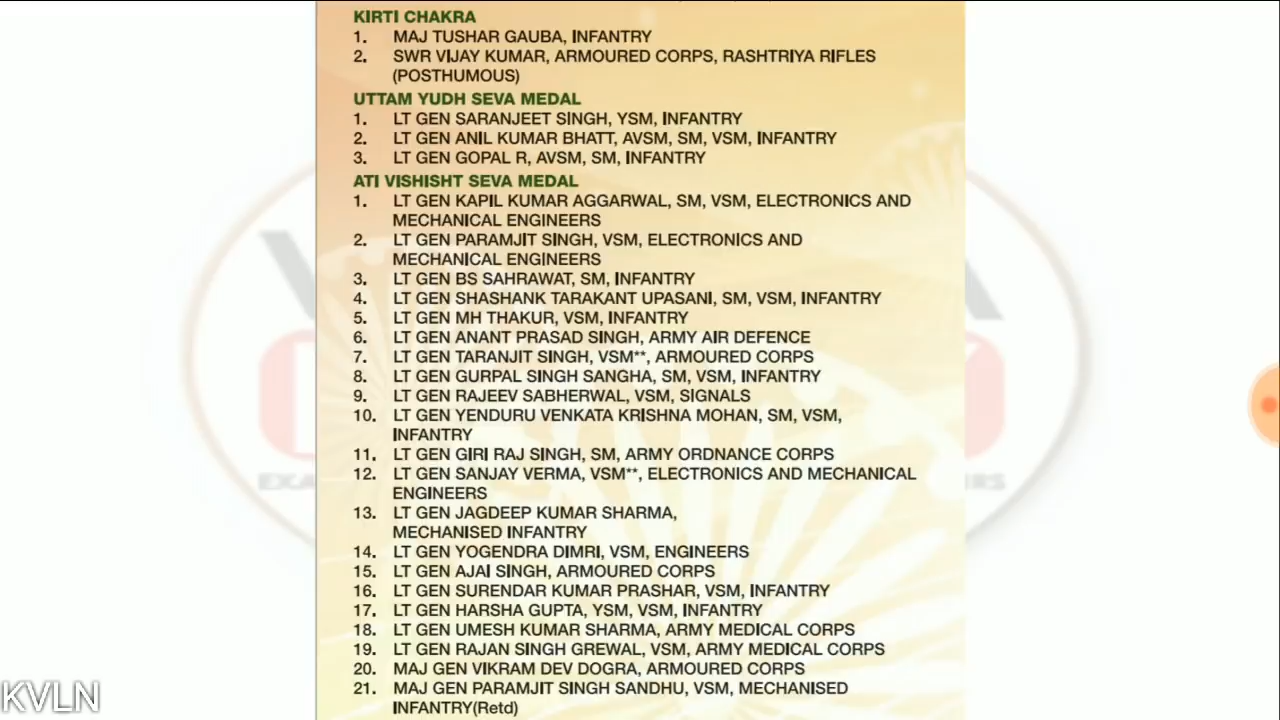 KIRTI CHAKRA
1. MAJ TUSHAR GAUBA, INFANTRY
2. SWR VIJAY KUMAR, ARMOURED CORPS, RASHTRIYA RIFLES
(POSTHUMOUS)
UTTAM YUDH SEVA MEDAL
1. LT GEN SARANJEET SINGH, YSM, INFANTRY
2. LT GEN ANIL KUMAR BHATT, AVSM, SM, VSM, INFANTRY
3. LT GEN GOPAL R, AVSM, SM, INFANTRY
ATI VISHISHT SEVA MEDAL
1. LT GEN KAPIL KUMAR AGGARWAL, SM, VSM, ELECTRONICS AND
MECHANICAL ENGINEERS
2. LT GEN PARAMJIT SINGH, VSM, ELECTRONICS AND
MECHANICAL ENGINEERS
3. LT GEN BS SAHRAWAT, SM, INFANTRY
4. LT GEN SHASHANK TARAKANT UPASANI, SM, VSM, INFANTRY
5. LT GEN MH THAKUR, VSM, INFANTRY
6. LT GEN ANANT PRASAD SINGH, ARMY AIR DEFENCE
7. LT GEN TARANJIT SINGH, VSM**, ARMOURED CORPS
8. LT GEN GURPAL SINGH SANGHA, SM, VSM, INFANTRY
9. LT GEN RAJEEV SABHERWAL, VSM, SIGNALS
10. LT GEN YENDURU VENKATA KRISHNA MOHAN, SM, VSM,
INFANTRY
11. LT GEN GIRI RAJ SINGH, SM, ARMY ORDNANCE CORPS
12. LT GEN SANJAY VERMA, VSM**, ELECTRONICS AND MECHANICAL
ENGINEERS
13. LT GEN JAGDEEP KUMAR SHARMA,
MECHANISED INFANTRY
14. LT GEN YOGENDRA DIMRI, VSM, ENGINEERS
15. LT GEN AJAI SINGH, ARMOURED CORPS
16. LT GEN SURENDAR KUMAR PRASHAR, VSM, INFANTRY
17. LT GEN HARSHA GUPTA, YSM, VSM, INFANTRY
18. LT GEN UMESH KUMAR SHARMA, ARMY MEDICAL CORPS
19. LT GEN RAJAN SINGH GREWAL, VSM, ARMY MEDICAL CORPS
20. MAJ GEN VIKRAM DEV DOGRA, ARMOURED CORPS
21. MAJ GEN PARAMJIT SINGH SANDHU, VSM, MECHANISED
INFANTRY(Retd)
KVLN